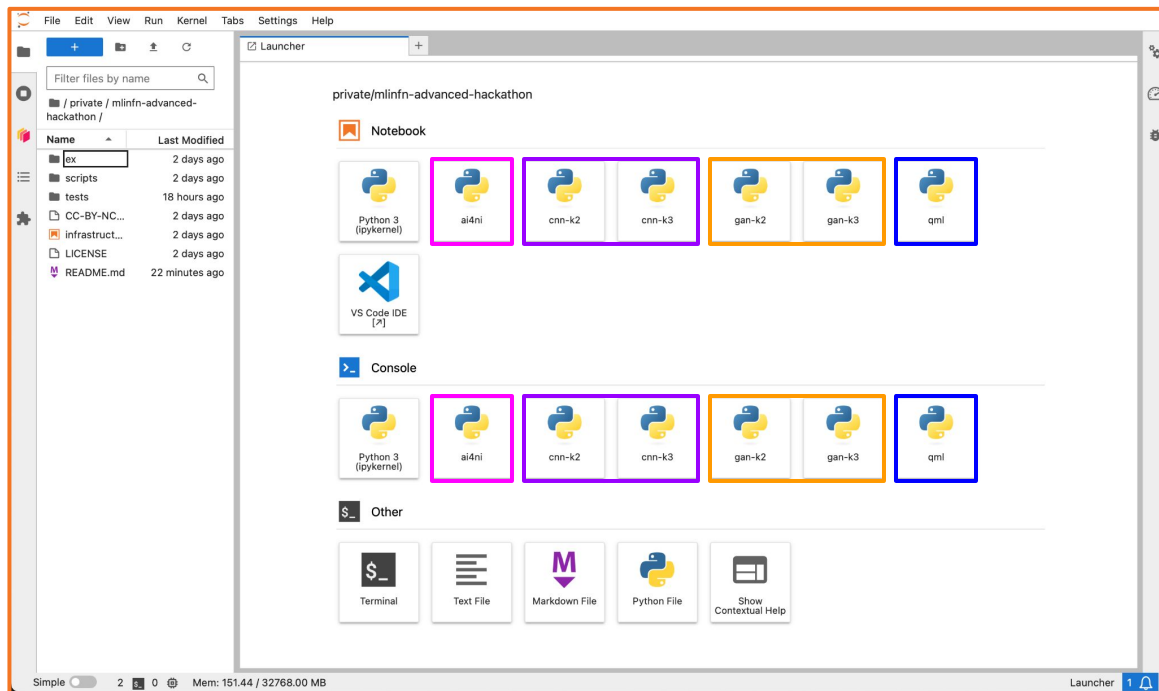 File Edit View Run Kernel Tabs Settings Help
+
Launcher
+
Filter files by name
/ private / mlinfn-advanced-
hackathon /
Name Last Modified
ex 2 days ago
scripts 2 days ago
tests 18 hours ago
CC-BY-NC... 2 days ago
infrastruct... 2 days ago
LICENSE 2 days ago
README.md 22 minutes ago
private/mlinfn-advanced-hackathon
Notebook
Python 3
(ipykernel)
ai4ni
cnn-k2
cnn-k3
gan-k2
gan-k3
qml
VS Code IDE
[↗]
Console
Python 3
(ipykernel)
ai4ni
cnn-k2
cnn-k3
gan-k2
gan-k3
qml
$_ Other
$_
Terminal
Text File
M
Markdown File
Python File
Show
Contextual Help
Simple 2 $_ 0 Mem: 151.44 / 32768.00 MB
Launcher 1